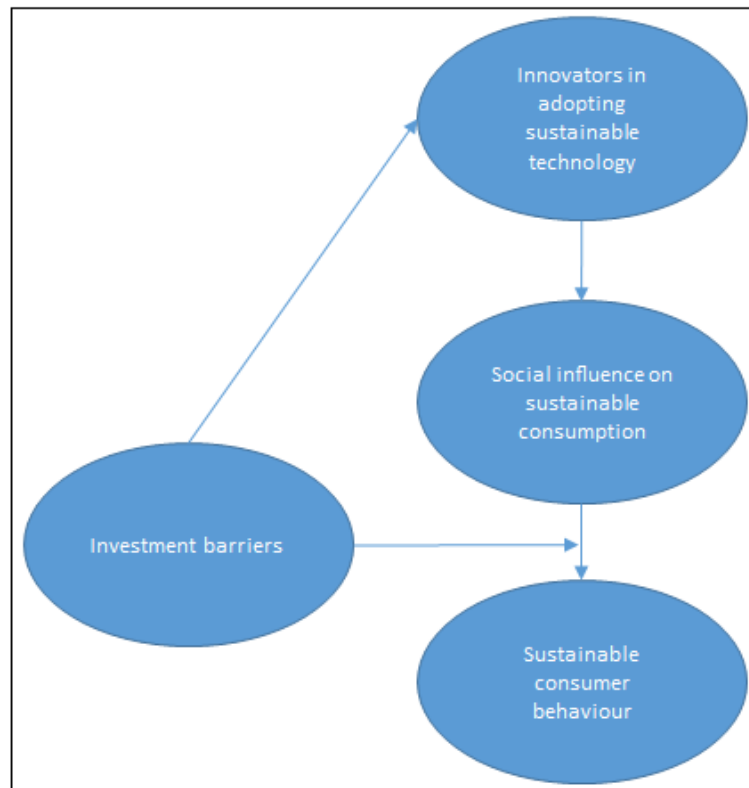 Innovators in
adopting
sustainable
technology
Social influence on
sustainable
consumption
Investment barriers
Sustainable
consumer
behaviour